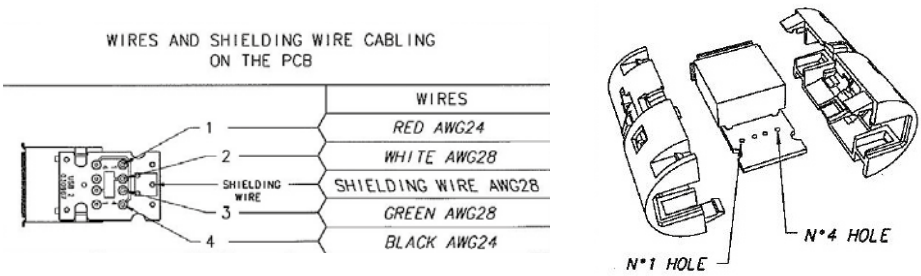 WIRES AND SHIELDING WIRE CABLING
ON THE PCB
WIRES
1
RED AWG24
2
WHITE AWG28
SHIELDING
WIRE
SHIELDING WIRE AWG28
3
GREEN AWG28
4
BLACK AWG24
N°4 HOLE
N°1 HOLE